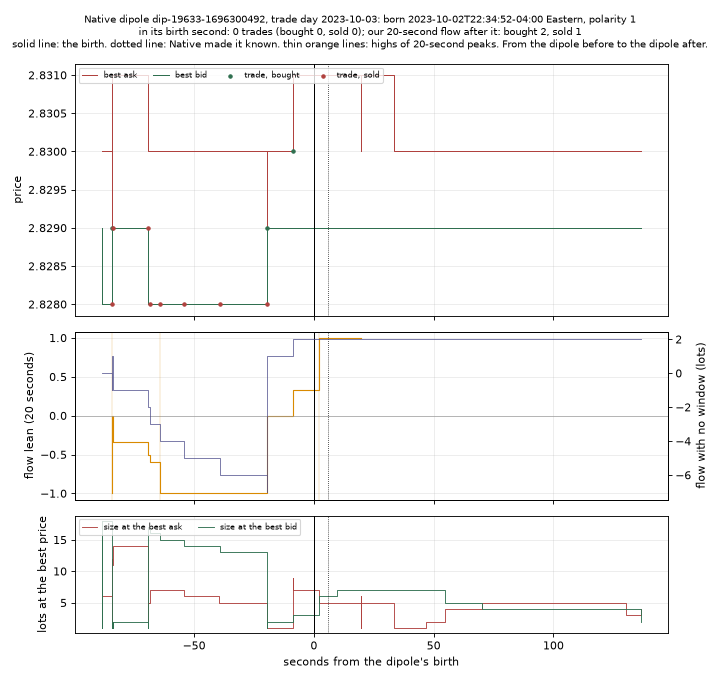 Native dipole dip-19633-1696300492, trade day 2023-10-03: born 2023-10-02T22:34:52-04:00 Eastern, polarity 1
in its birth second: 0 trades (bought 0, sold 0); our 20-second flow after it: bought 2, sold 1
solid line: the birth. dotted line: Native made it known. thin orange lines: highs of 20-second peaks. From the dipole before to the dipole after.
best ask best bid trade, bought trade, sold
2.8310
2.8305
2.8300
2.8295
2.8290
2.8285
2.8280
price
1.0
0.5
0.0
−0.5
−1.0
flow lean (20 seconds)
2
0
−2
−4
−6
flow with no window (lots)
size at the best ask size at the best bid
15
10
5
lots at the best price
−50 0 50 100
seconds from the dipole's birth